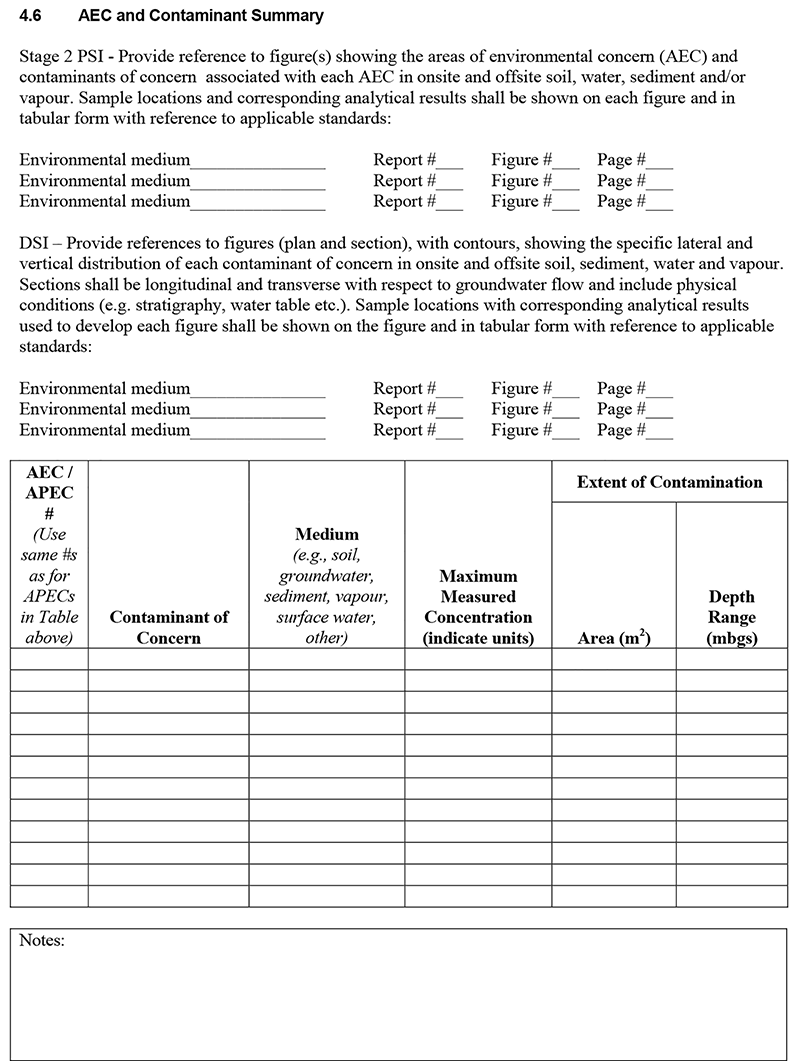 4.6 AEC and Contaminant Summary
Stage 2 PSI - Provide reference to figure(s) showing the areas of environmental concern (AEC) and
contaminants of concern associated with each AEC in onsite and offsite soil, water, sediment and/or
vapour. Sample locations and corresponding analytical results shall be shown on each figure and in
tabular form with reference to applicable standards:
Environmental medium_______________ Report #___ Figure #___ Page #___
Environmental medium_______________ Report #___ Figure #___ Page #___
Environmental medium_______________ Report #___ Figure #___ Page #___
DSI – Provide references to figures (plan and section), with contours, showing the specific lateral and
vertical distribution of each contaminant of concern in onsite and offsite soil, sediment, water and vapour.
Sections shall be longitudinal and transverse with respect to groundwater flow and include physical
conditions (e.g. stratigraphy, water table etc.). Sample locations with corresponding analytical results
used to develop each figure shall be shown on the figure and in tabular form with reference to applicable
standards:
Environmental medium_______________ Report #___ Figure #___ Page #___
Environmental medium_______________ Report #___ Figure #___ Page #___
Environmental medium_______________ Report #___ Figure #___ Page #___
AEC /
APEC
#
(Use
same #s
as for
APECs
in Table
above)
Contaminant of
Concern
Medium
(e.g., soil,
groundwater,
sediment, vapour,
surface water,
other)
Maximum
Measured
Concentration
(indicate units)
Extent of Contamination
Area (m²)
Depth
Range
(mbgs)
Notes: